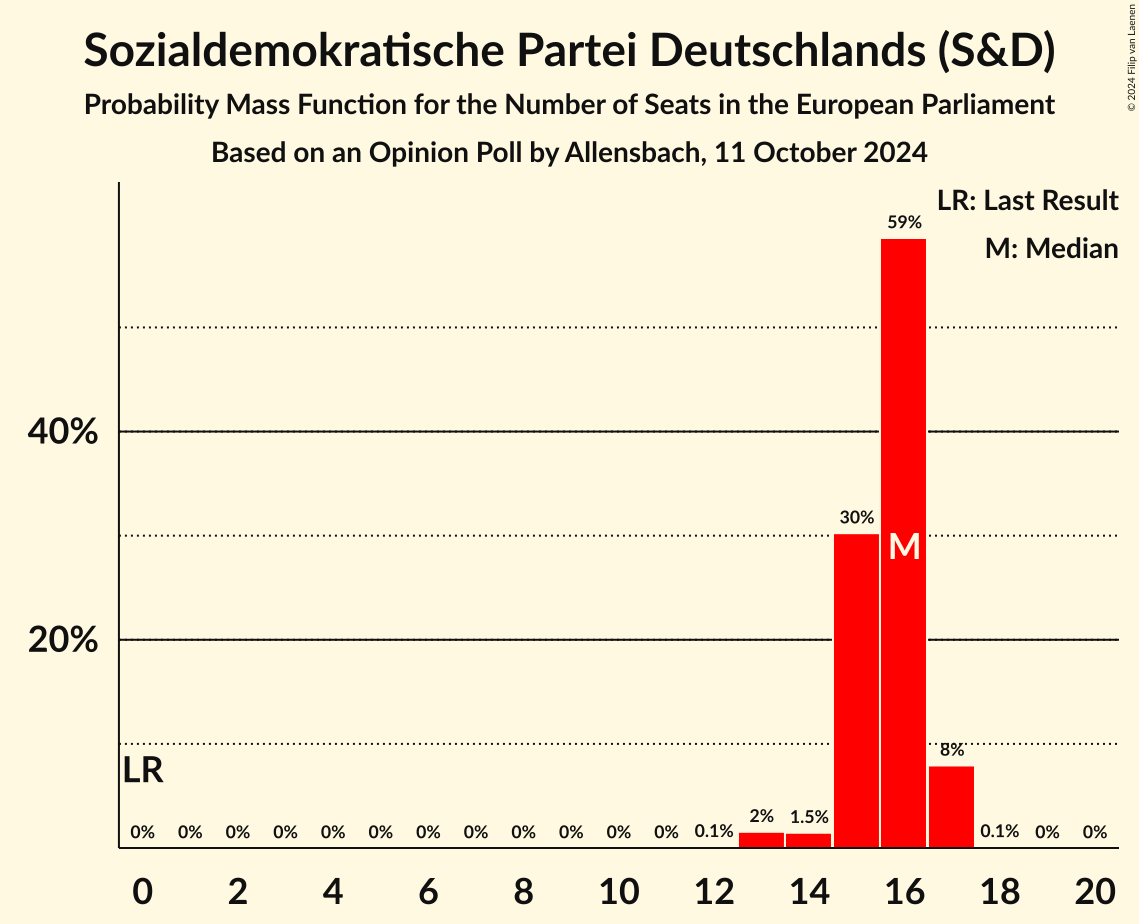 Sozialdemokratische Partei Deutschlands (S&D)
Probability Mass Function for the Number of Seats in the European Parliament
Based on an Opinion Poll by Allensbach, 11 October 2024
© 2024 Filip van Laenen
LR: Last Result
M: Median
59%
40%
30%
M
20%
8%
LR
0% 0% 0% 0% 0% 0% 0% 0% 0% 0% 0% 0% 0.1% 2% 1.5% 0.1% 0% 0%
0 2 4 6 8 10 12 14 16 18 20